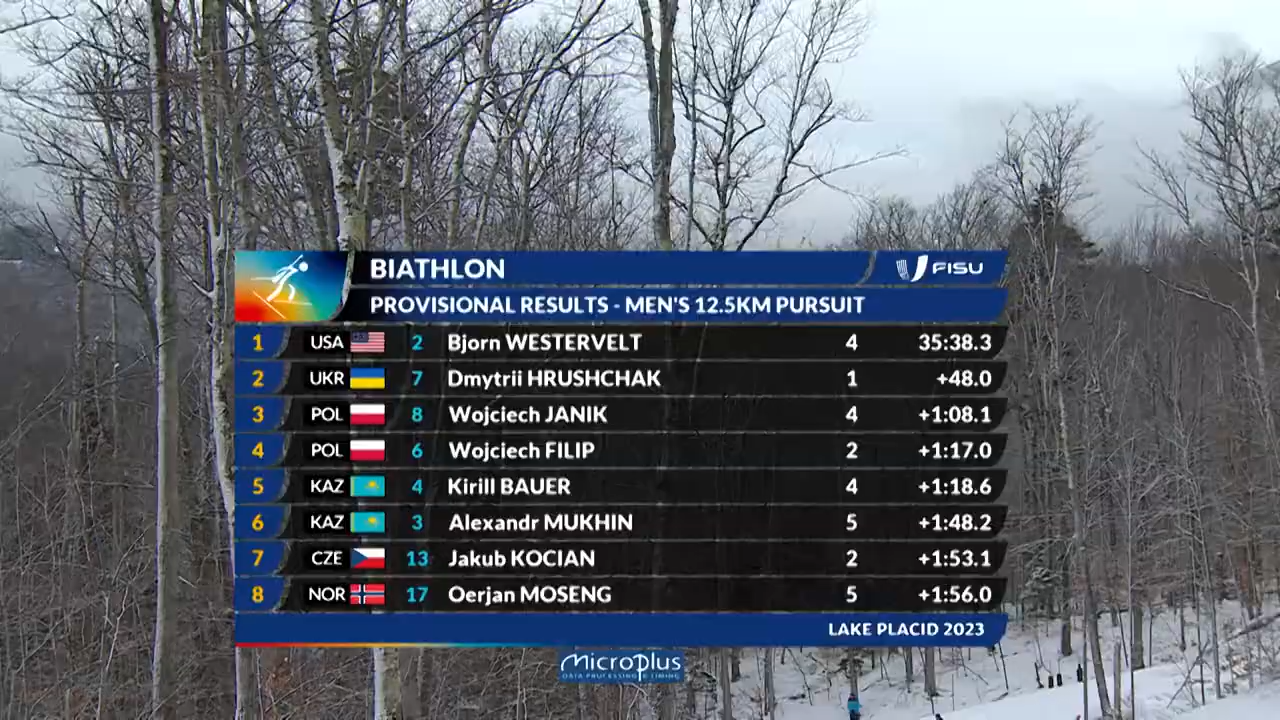 BIATHLON FISU
PROVISIONAL RESULTS - MEN'S 12.5KM PURSUIT
1 USA 2 Bjorn WESTERVELT 4 35:38.3
2 UKR 7 Dmytrii HRUSHCHAK 1 +48.0
3 POL 8 Wojciech JANIK 4 +1:08.1
4 POL 6 Wojciech FILIP 2 +1:17.0
5 KAZ 4 Kirill BAUER 4 +1:18.6
6 KAZ 3 Alexandr MUKHIN 5 +1:48.2
7 CZE 13 Jakub KOCIAN 2 +1:53.1
8 NOR 17 Oerjan MOSENG 5 +1:56.0
LAKE PLACID 2023
MicroPlus
DATA PROCESSING & TIMING